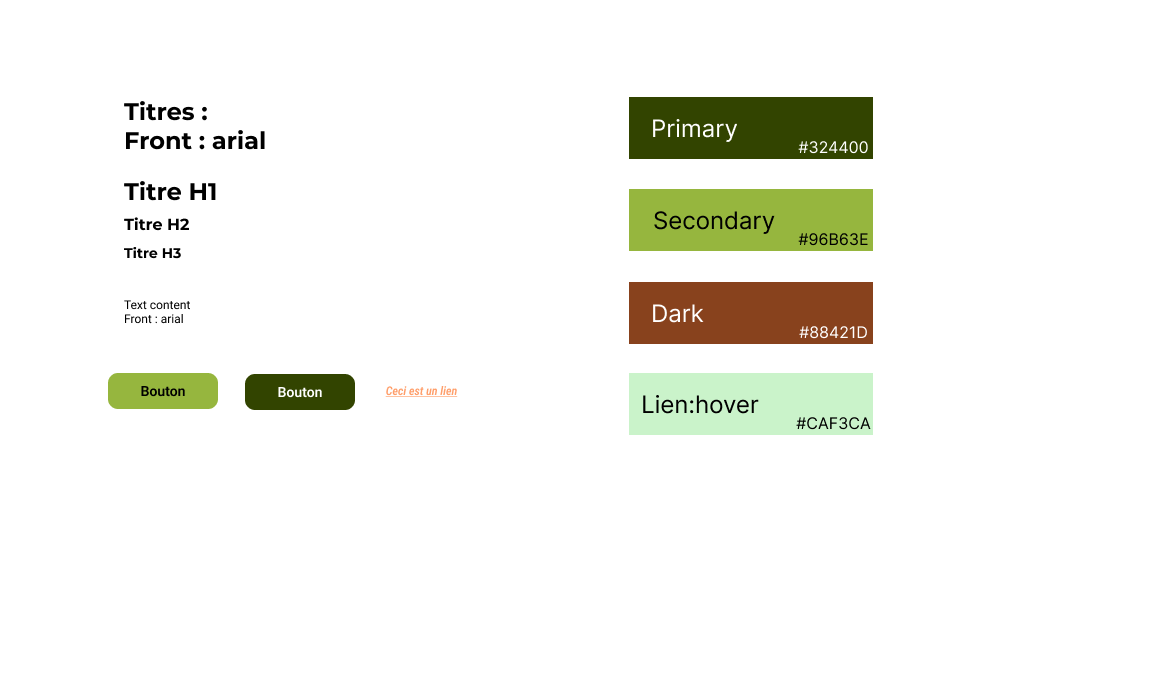 Titres :
Front : arial
Titre H1
Titre H2
Titre H3
Text content
Front : arial
Bouton
Bouton
Ceci est un lien
Primary
#324400
Secondary
#96B63E
Dark
#88421D
Lien:hover
#CAF3CA